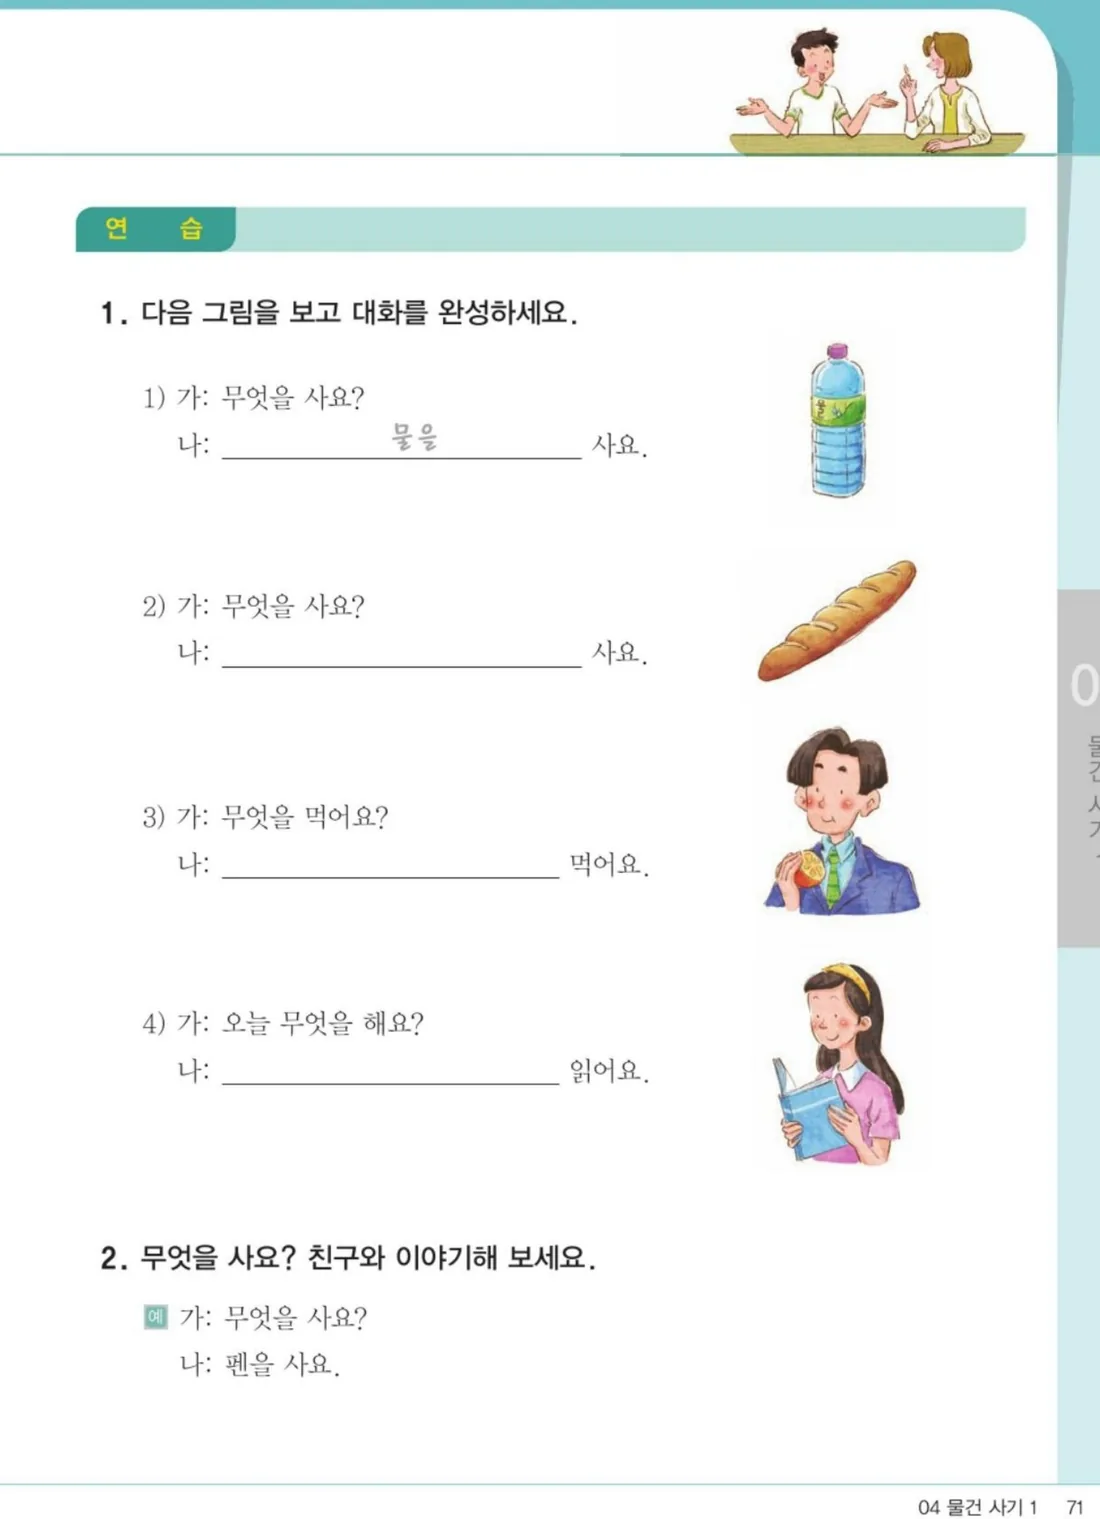 연 습
1. 다음 그림을 보고 대화를 완성하세요.
1) 가: 무엇을 사요?
나: 물을 사요.
물
2) 가: 무엇을 사요?
나: 사요.
3) 가: 무엇을 먹어요?
나: 먹어요.
4) 가: 오늘 무엇을 해요?
나: 읽어요.
2. 무엇을 사요? 친구와 이야기해 보세요.
예 가: 무엇을 사요?
나: 펜을 사요.
04 물건 사기 1 71